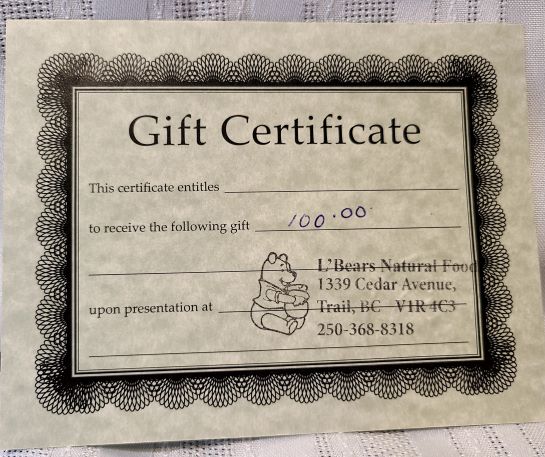 Gift Certificate
This certificate entitles
to receive the following gift 100.00
L'Bears Natural Food
1339 Cedar Avenue,
upon presentation at Trail, BC V1R 4C3
250-368-8318